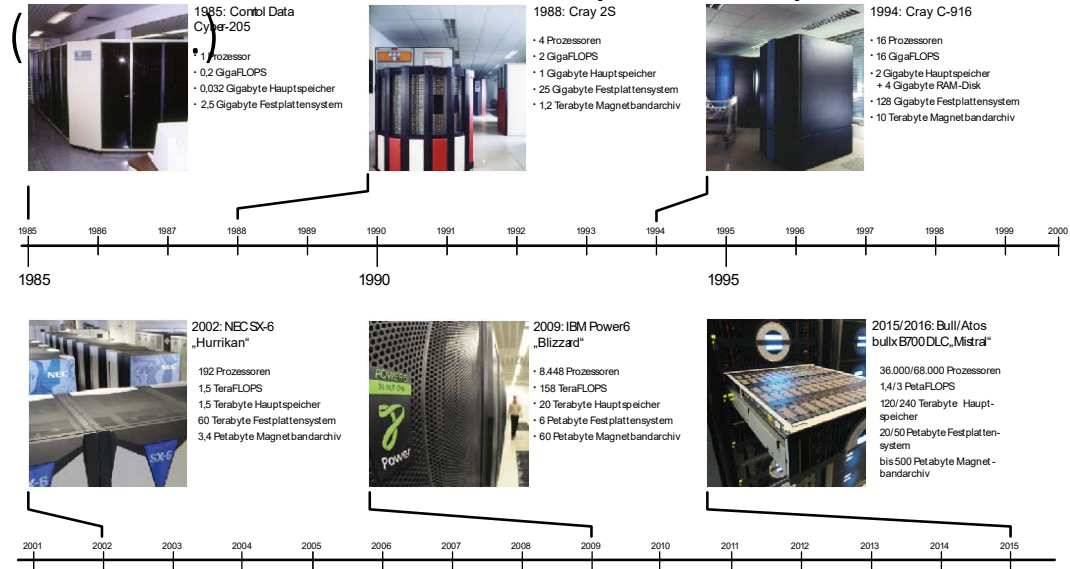 1985: Control Data
Cyber-205
( )
• 1 Prozessor
• 0,2 GigaFLOPS
• 0,032 Gigabyte Hauptspeicher
• 2,5 Gigabyte Festplattensystem
1988: Cray 2S
• 4 Prozessoren
• 2 GigaFLOPS
• 1 Gigabyte Hauptspeicher
• 25 Gigabyte Festplattensystem
• 1,2 Terabyte Magnetbandarchiv
1994: Cray C-916
• 16 Prozessoren
• 16 GigaFLOPS
• 2 Gigabyte Hauptspeicher
+ 4 Gigabyte RAM-Disk
• 128 Gigabyte Festplattensystem
• 10 Terabyte Magnetbandarchiv
1985 1986 1987 1988 1989 1990 1991 1992 1993 1994 1995 1996 1997 1998 1999 2000
1985 1990 1995
2002: NEC SX-6
„Hurrikan“
192 Prozessoren
1,5 TeraFLOPS
1,5 Terabyte Hauptspeicher
60 Terabyte Festplattensystem
3,4 Petabyte Magnetbandarchiv
NEC
SX-6
X-6
2009: IBM Power6
„Blizzard“
• 8.448 Prozessoren
• 158 TeraFLOPS
• 20 Terabyte Hauptspeicher
• 6 Petabyte Festplattensystem
• 60 Petabyte Magnetbandarchiv
POWER6
BUILT ON
Power
2015/2016: Bull/Atos
bullx B700 DLC „Mistral“
36.000/68.000 Prozessoren
1,4/3 PetaFLOPS
120/240 Terabyte Haupt-
speicher
20/50 Petabyte Festplatten-
system
bis 500 Petabyte Magnet-
bandarchiv
2001 2002 2003 2004 2005 2006 2007 2008 2009 2010 2011 2012 2013 2014 2015